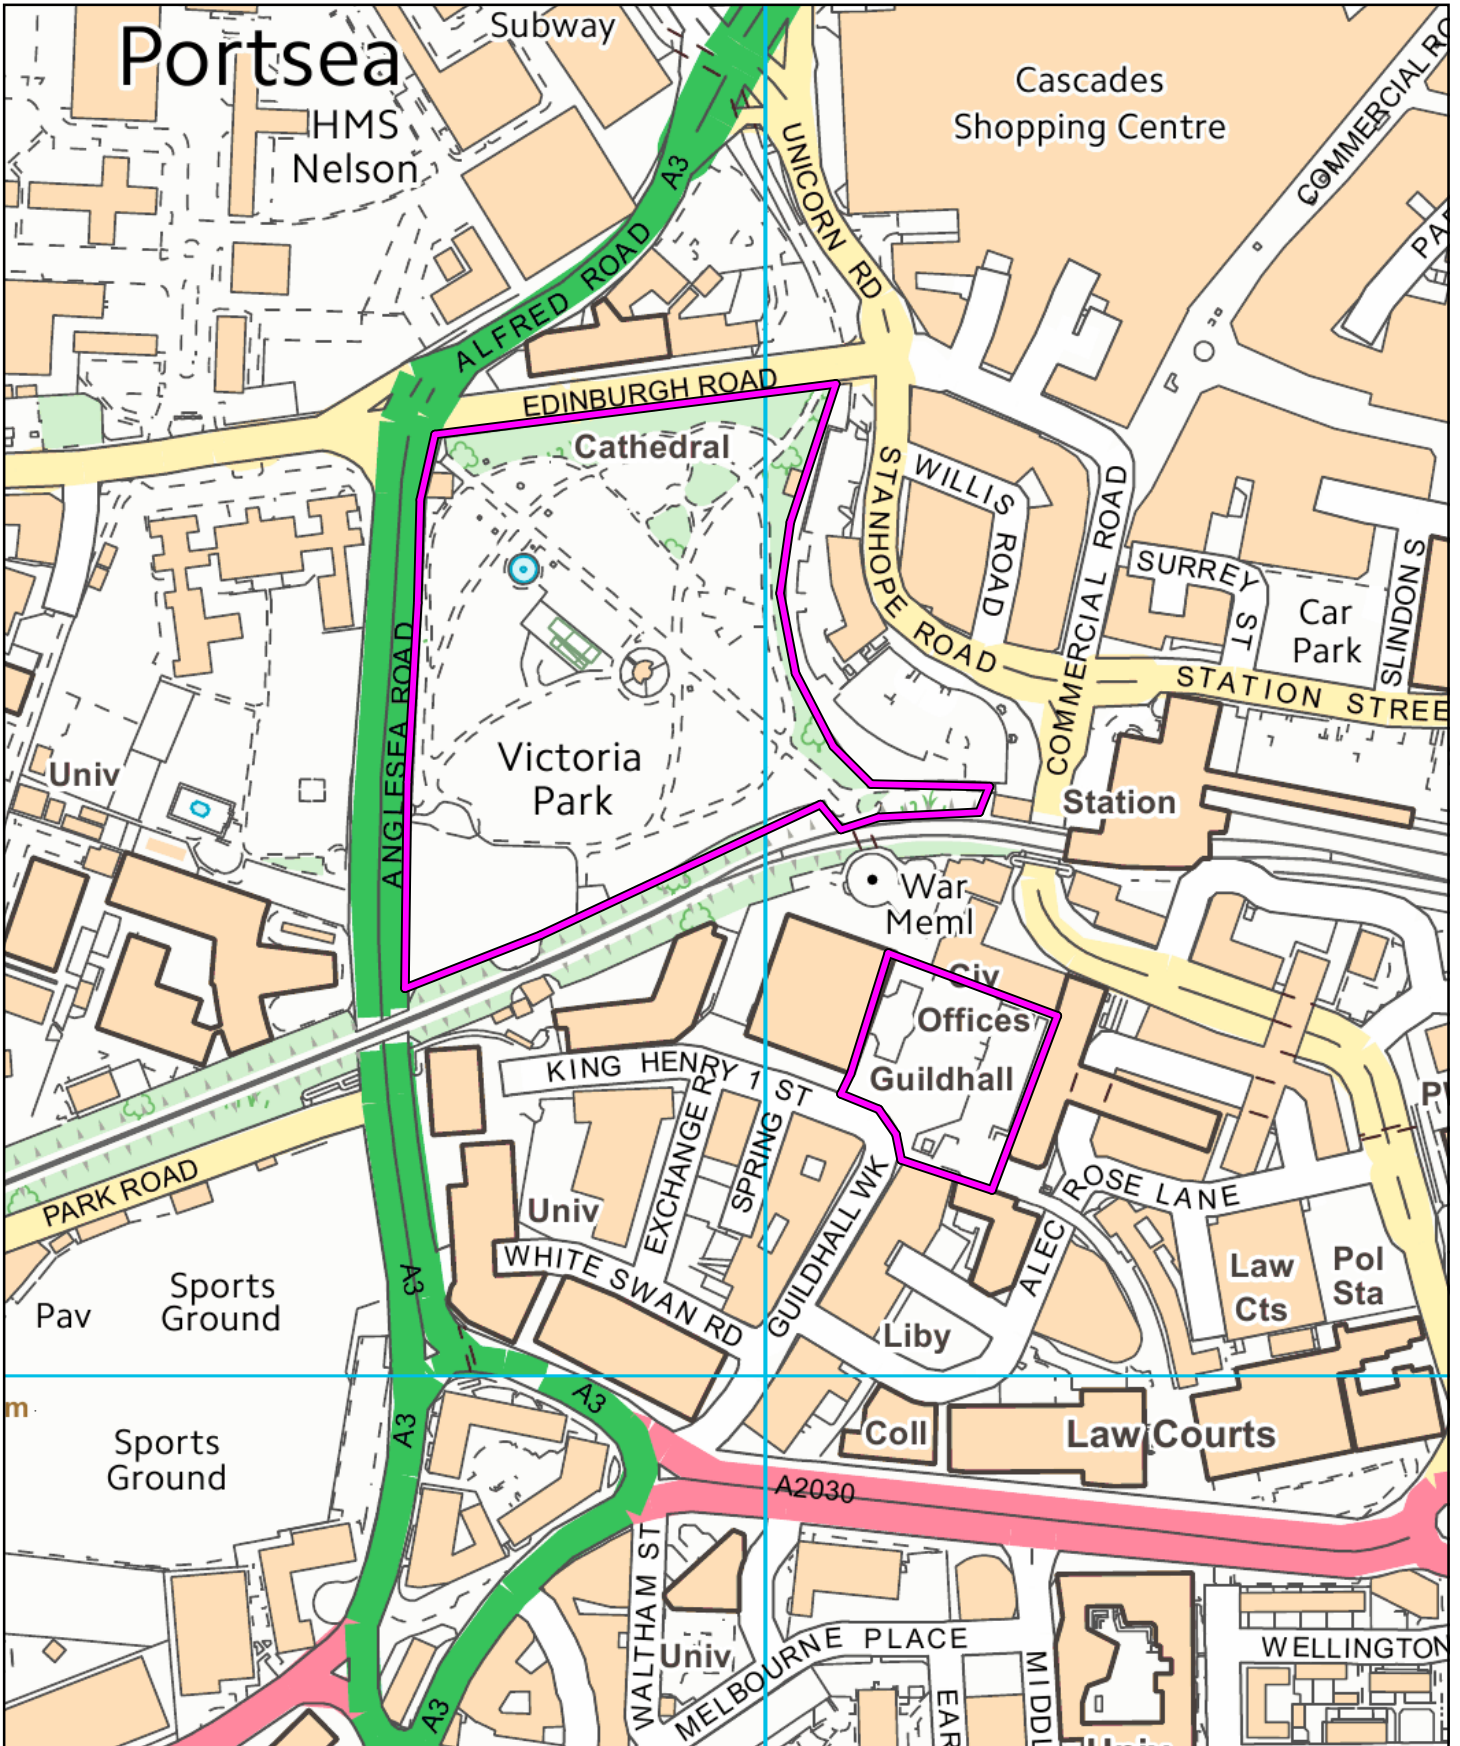 Portsea
Subway
HMS
Nelson
Cascades
Shopping Centre
COMMERCIAL RO
PA
A3
UNICORN RD
ALFRED ROAD
EDINBURGH ROAD
Cathedral
STANHOPE ROAD
WILLIS ROAD
COMMERCIAL ROAD
SURREY ST
Car
Park
SLINDON S
STATION STREE
ANGLESEA ROAD
Victoria
Park
Univ
Station
War
Meml
Civ
Offices
Guildhall
KING HENRY 1 ST
EXCHANGE R
SPRING
GUILDHALL WK
PARK ROAD
Univ
WHITE SWAN RD
ROSE LANE
ALEC
Law
Cts
Pol
Sta
P
A3
Sports
Ground
Pav
Liby
m
A3
A3
Sports
Ground
Coll
Law Courts
A2030
WALTHAM ST
Univ
MELBOURNE PLACE
EAR
MIDDL
WELLINGTON
A3
Univ